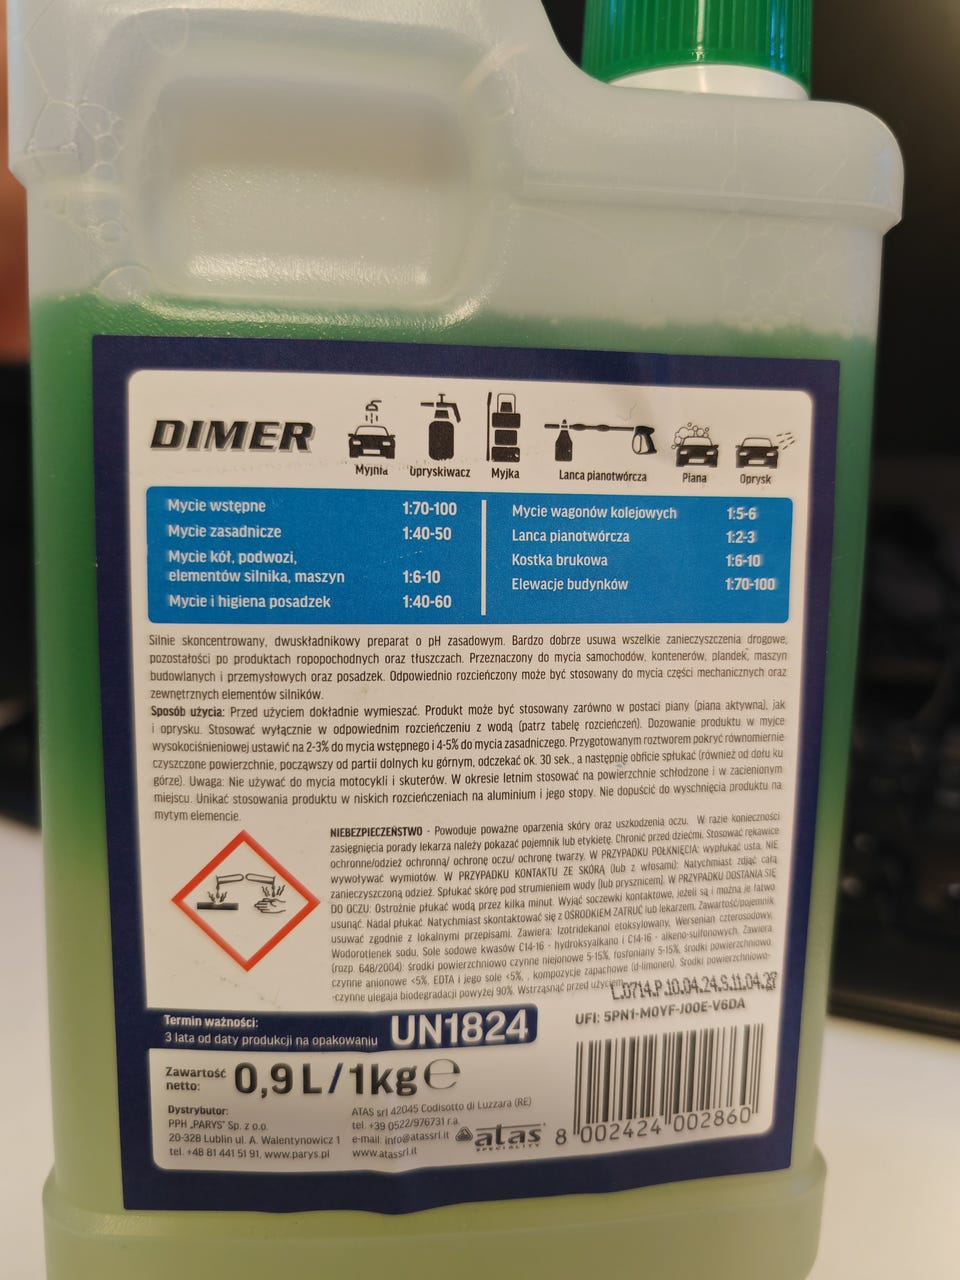 DIMER
Myjnia
Opryskiwacz
Myjka
Lanca pianotwórcza
Piana
Oprysk
Mycie wstępne 1:70-100
Mycie zasadnicze 1:40-50
Mycie kół, podwozi,
elementów silnika, maszyn 1:6-10
Mycie i higiena posadzek 1:40-60
Mycie wagonów kolejowych 1:5-6
Lanca pianotwórcza 1:2-3
Kostka brukowa 1:6-10
Elewacje budynków 1:70-100
Silnie skoncentrowany, dwuskładnikowy preparat o pH zasadowym. Bardzo dobrze usuwa wszelkie zanieczyszczenia drogowe,
pozostałości po produktach ropopochodnych oraz tłuszczach. Przeznaczony do mycia samochodów, kontenerów, plandek, maszyn
budowlanych i przemysłowych oraz posadzek. Odpowiednio rozcieńczony może być stosowany do mycia części mechanicznych oraz
zewnętrznych elementów silników.
Sposób użycia: Przed użyciem dokładnie wymieszać. Produkt może być stosowany zarówno w postaci piany (piana aktywna), jak
i oprysku. Stosować wyłącznie w odpowiednim rozcieńczeniu z wodą (patrz tabelę rozcieńczeń). Dozowanie produktu w myjce
wysokociśnieniowej ustawić na 2-3% do mycia wstępnego i 4-5% do mycia zasadniczego. Przygotowanym roztworem pokryć równomiernie
czyszczone powierzchnie, począwszy od partii dolnych ku górnym, odczekać ok. 30 sek., a następnie obficie spłukać (również od dołu ku
górze). Uwaga: Nie używać do mycia motocykli i skuterów. W okresie letnim stosować na powierzchnie schłodzone i w zacienionym
miejscu. Unikać stosowania produktu w niskich rozcieńczeniach na aluminium i jego stopy. Nie dopuścić do wyschnięcia produktu na
mytym elemencie.
NIEBEZPIECZEŃSTWO - Powoduje poważne oparzenia skóry oraz uszkodzenia oczu. W razie konieczności
zasięgnięcia porady lekarza należy pokazać pojemnik lub etykietę. Chronić przed dziećmi. Stosować rękawice
ochronne/odzież ochronną/ ochronę oczu/ ochronę twarzy. W PRZYPADKU POŁKNIĘCIA: wypłukać usta. NIE
wywoływać wymiotów. W PRZYPADKU KONTAKTU ZE SKÓRĄ (lub z włosami): Natychmiast zdjąć całą
zanieczyszczoną odzież. Spłukać skórę pod strumieniem wody [lub prysznicem]. W PRZYPADKU DOSTANIA SIĘ
DO OCZU: Ostrożnie płukać wodą przez kilka minut. Wyjąć soczewki kontaktowe, jeżeli są i można je łatwo
usunąć. Nadal płukać. Natychmiast skontaktować się z OŚRODKIEM ZATRUĆ lub lekarzem. Zawartość/pojemnik
usuwać zgodnie z lokalnymi przepisami. Zawiera: Izotridekanol etoksylowany, Wersenian czterosodowy,
Wodorotlenek sodu, Sole sodowe kwasów C14-16 - hydroksyalkano i C14-16 - alkeno-sulfonowych. Zawiera
(rozp. 648/2004): środki powierzchniowo czynne niejonowe 5-15%, fosfoniany 5-15%, środki powierzchniowo
czynne anionowe <5%, EDTA i jego sole <5%, . kompozycje zapachowe (d-limonen). Środki powierzchniowo-
-czynne ulegają biodegradacji powyżej 90%. Wstrząsnąć przed użyciem
L.0714.P.10.04.24.S.11.04.27
UFI: 5PN1-M0YF-J00E-V6DA
Termin ważności:
3 lata od daty produkcji na opakowaniu
UN1824
Zawartość
netto: 0,9 L / 1kg ℮
Dystrybutor:
PPH „PARYS" Sp. z o.o.
20-328 Lublin ul. A. Walentynowicz 1
tel. +48 81 441 51 91, www.parys.pl
ATAS srl 42045 Codisotto di Luzzara (RE)
tel. +39 0522/976731 r.a.
e-mail: info@atassrl.it
www.atassrl.it
atas
SPECIALITY
8 002424 002860